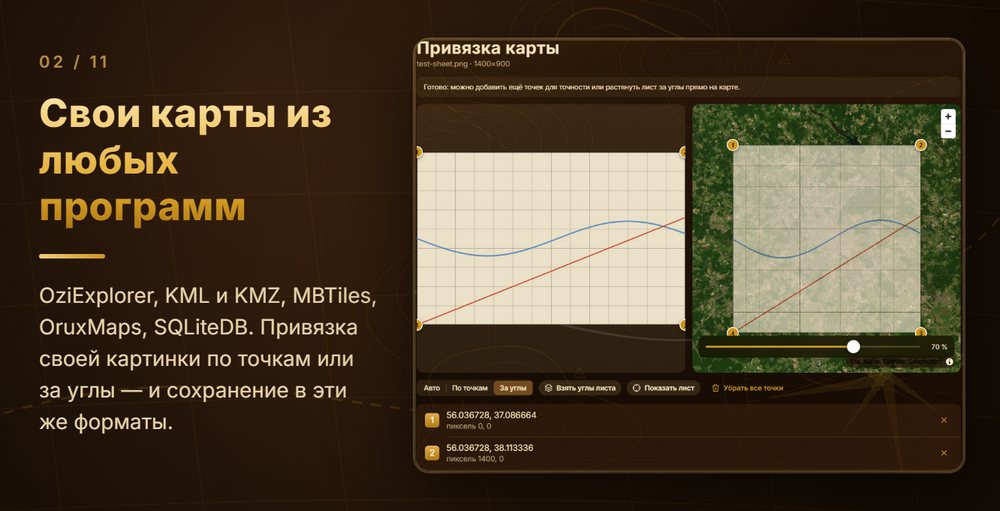 02 / 11
Свои карты из
любых
программ
OziExplorer, KML и KMZ, MBTiles,
OruxMaps, SQLiteDB. Привязка
своей картинки по точкам или
за углы — и сохранение в эти
же форматы.
Привязка карты
test-sheet.png · 1400×900
Готово: можно добавить ещё точек для точности или растянуть лист за углы прямо на карте.
+
−
1
2
4
3
70 %
Авто
По точкам
За углы
Взять углы листа
Показать лист
Убрать все точки
1
56.036728, 37.086664
пиксель 0, 0
×
2
56.036728, 38.113336
пиксель 1400, 0
×